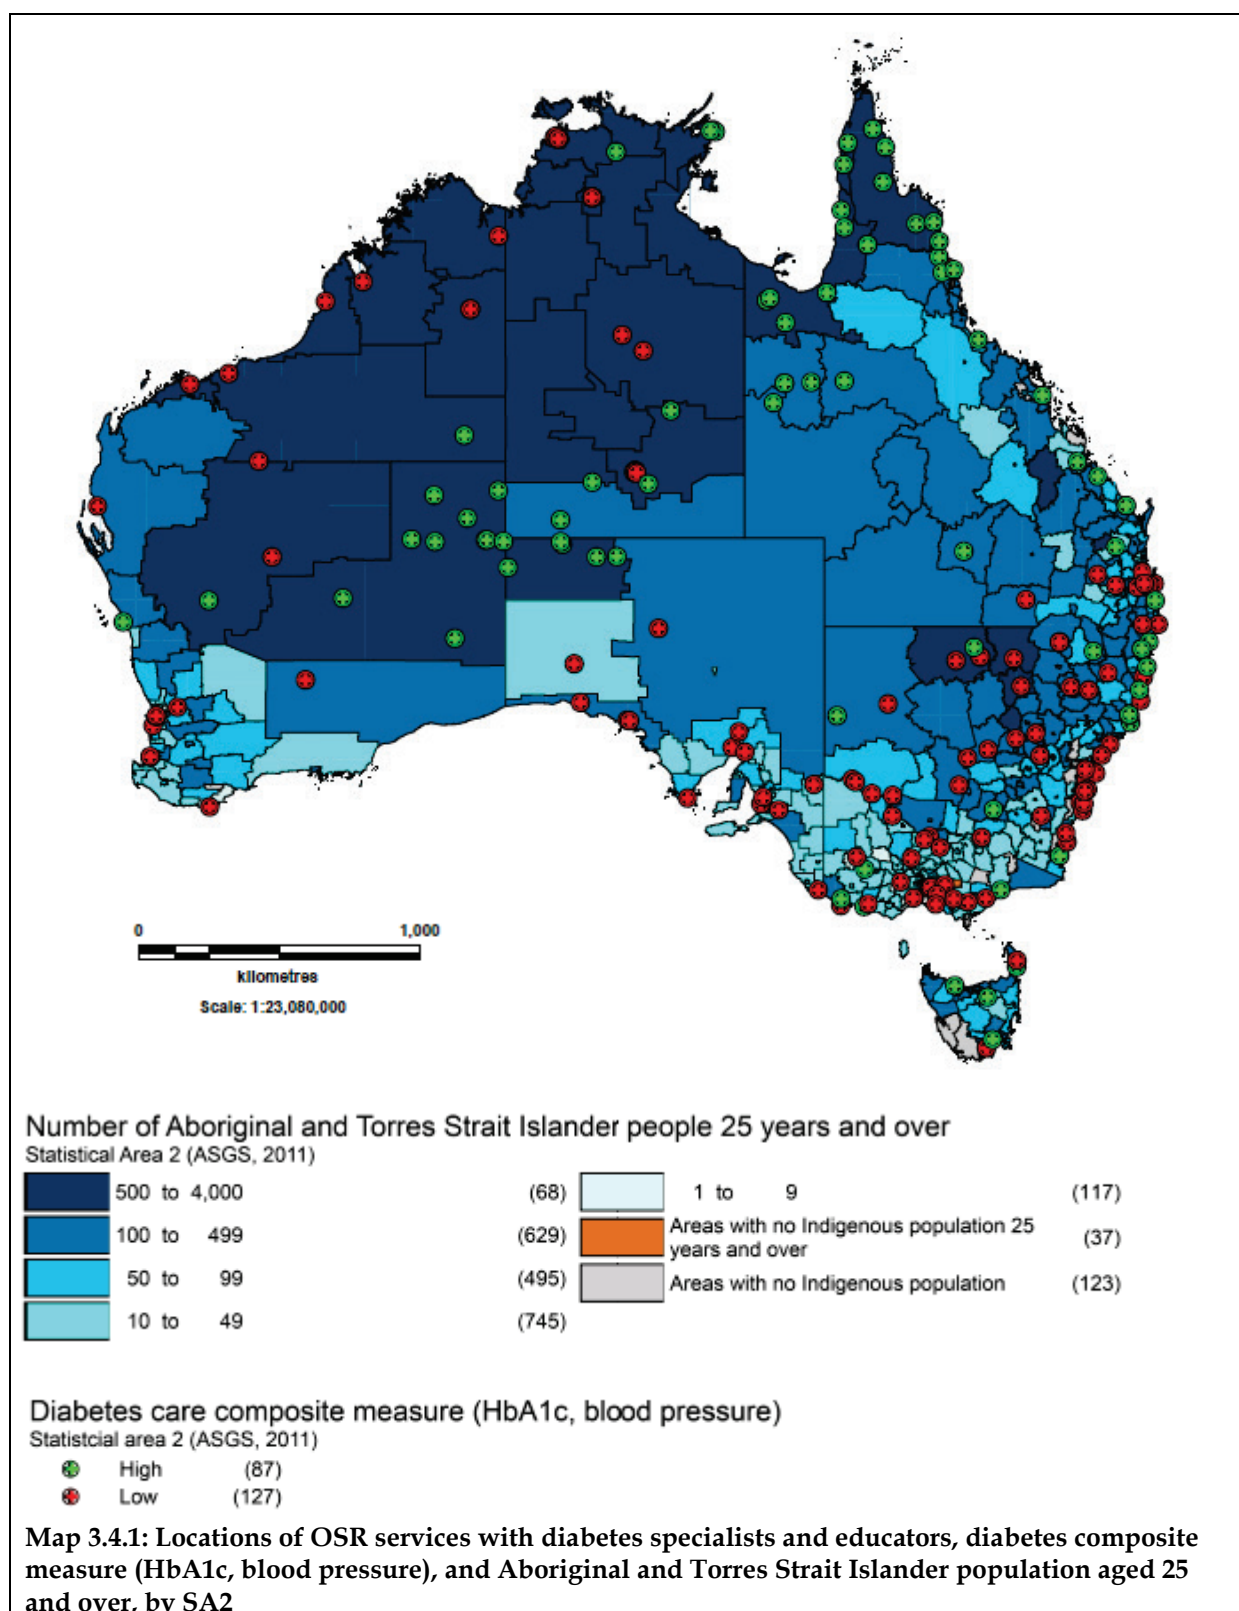 0 1,000
kilometres
Scale: 1:23,080,000
Number of Aboriginal and Torres Strait Islander people 25 years and over
Statistical Area 2 (ASGS, 2011)
500 to 4,000 (68)
100 to 499 (629)
50 to 99 (495)
10 to 49 (745)
1 to 9 (117)
Areas with no Indigenous population 25
years and over (37)
Areas with no Indigenous population (123)
Diabetes care composite measure (HbA1c, blood pressure)
Statistcial area 2 (ASGS, 2011)
High (87)
Low (127)
Map 3.4.1: Locations of OSR services with diabetes specialists and educators, diabetes composite
measure (HbA1c, blood pressure), and Aboriginal and Torres Strait Islander population aged 25
and over, by SA2